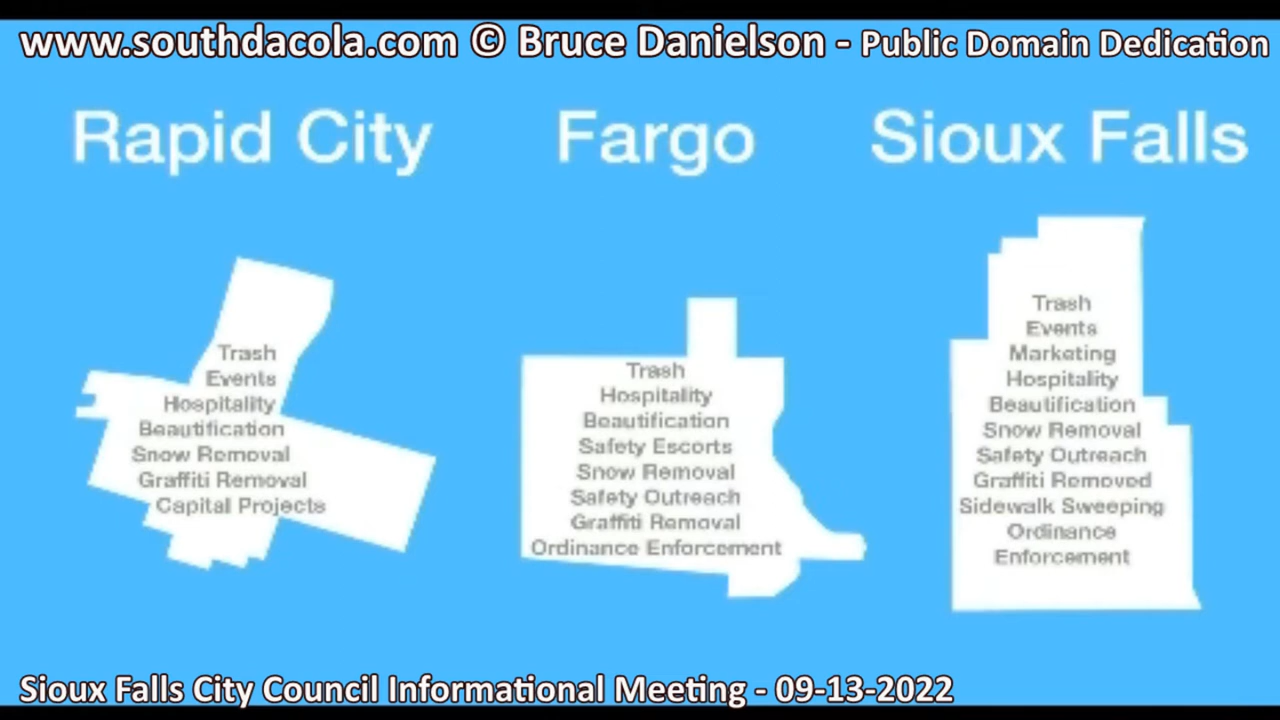 www.southdacola.com © Bruce Danielson - Public Domain Dedication
Rapid City
Trash
Events
Hospitality
Beautification
Snow Removal
Graffiti Removal
Capital Projects
Fargo
Trash
Hospitality
Beautification
Safety Escorts
Snow Removal
Safety Outreach
Graffiti Removal
Ordinance Enforcement
Sioux Falls
Trash
Events
Marketing
Hospitality
Beautification
Snow Removal
Safety Outreach
Graffiti Removed
Sidewalk Sweeping
Ordinance
Enforcement
Sioux Falls City Council Informational Meeting - 09-13-2022